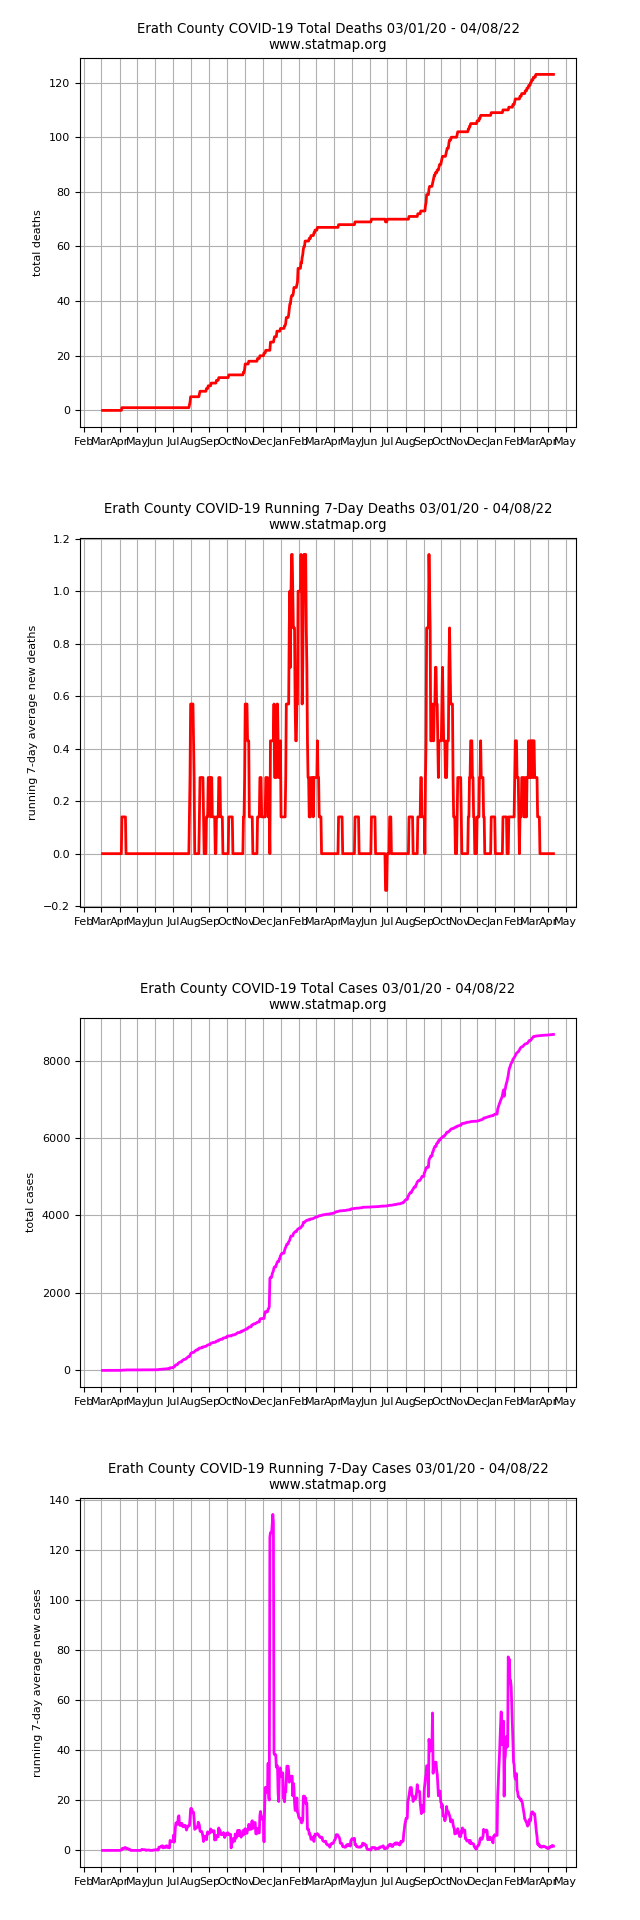 Erath County COVID-19 Total Deaths 03/01/20 - 04/08/22
www.statmap.org
120
100
80
60
40
20
0
total deaths
Feb Mar Apr May Jun Jul Aug Sep Oct Nov Dec Jan Feb Mar Apr May Jun Jul Aug Sep Oct Nov Dec Jan Feb Mar Apr May
Erath County COVID-19 Running 7-Day Deaths 03/01/20 - 04/08/22
www.statmap.org
1.2
1.0
0.8
0.6
0.4
0.2
0.0
−0.2
running 7-day average new deaths
Feb Mar Apr May Jun Jul Aug Sep Oct Nov Dec Jan Feb Mar Apr May Jun Jul Aug Sep Oct Nov Dec Jan Feb Mar Apr May
Erath County COVID-19 Total Cases 03/01/20 - 04/08/22
www.statmap.org
8000
6000
4000
2000
0
total cases
Feb Mar Apr May Jun Jul Aug Sep Oct Nov Dec Jan Feb Mar Apr May Jun Jul Aug Sep Oct Nov Dec Jan Feb Mar Apr May
Erath County COVID-19 Running 7-Day Cases 03/01/20 - 04/08/22
www.statmap.org
140
120
100
80
60
40
20
0
running 7-day average new cases
Feb Mar Apr May Jun Jul Aug Sep Oct Nov Dec Jan Feb Mar Apr May Jun Jul Aug Sep Oct Nov Dec Jan Feb Mar Apr May